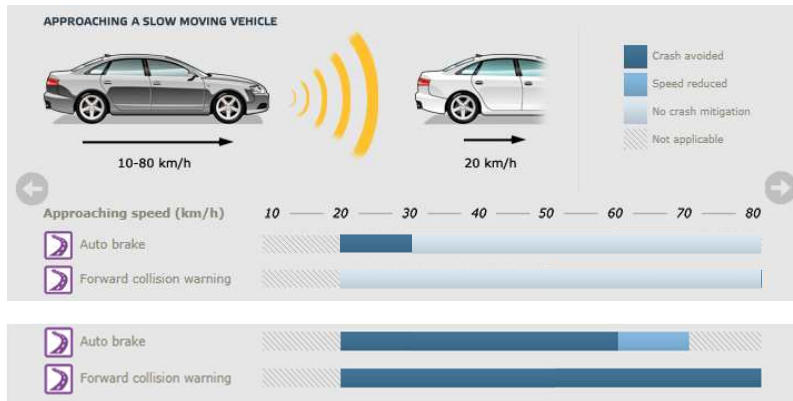 APPROACHING A SLOW MOVING VEHICLE
Crash avoided
Speed reduced
No crash mitigation
Not applicable
10-80 km/h
20 km/h
Approaching speed (km/h) 10 20 30 40 50 60 70 80
Auto brake
Forward collision warning
Auto brake
Forward collision warning